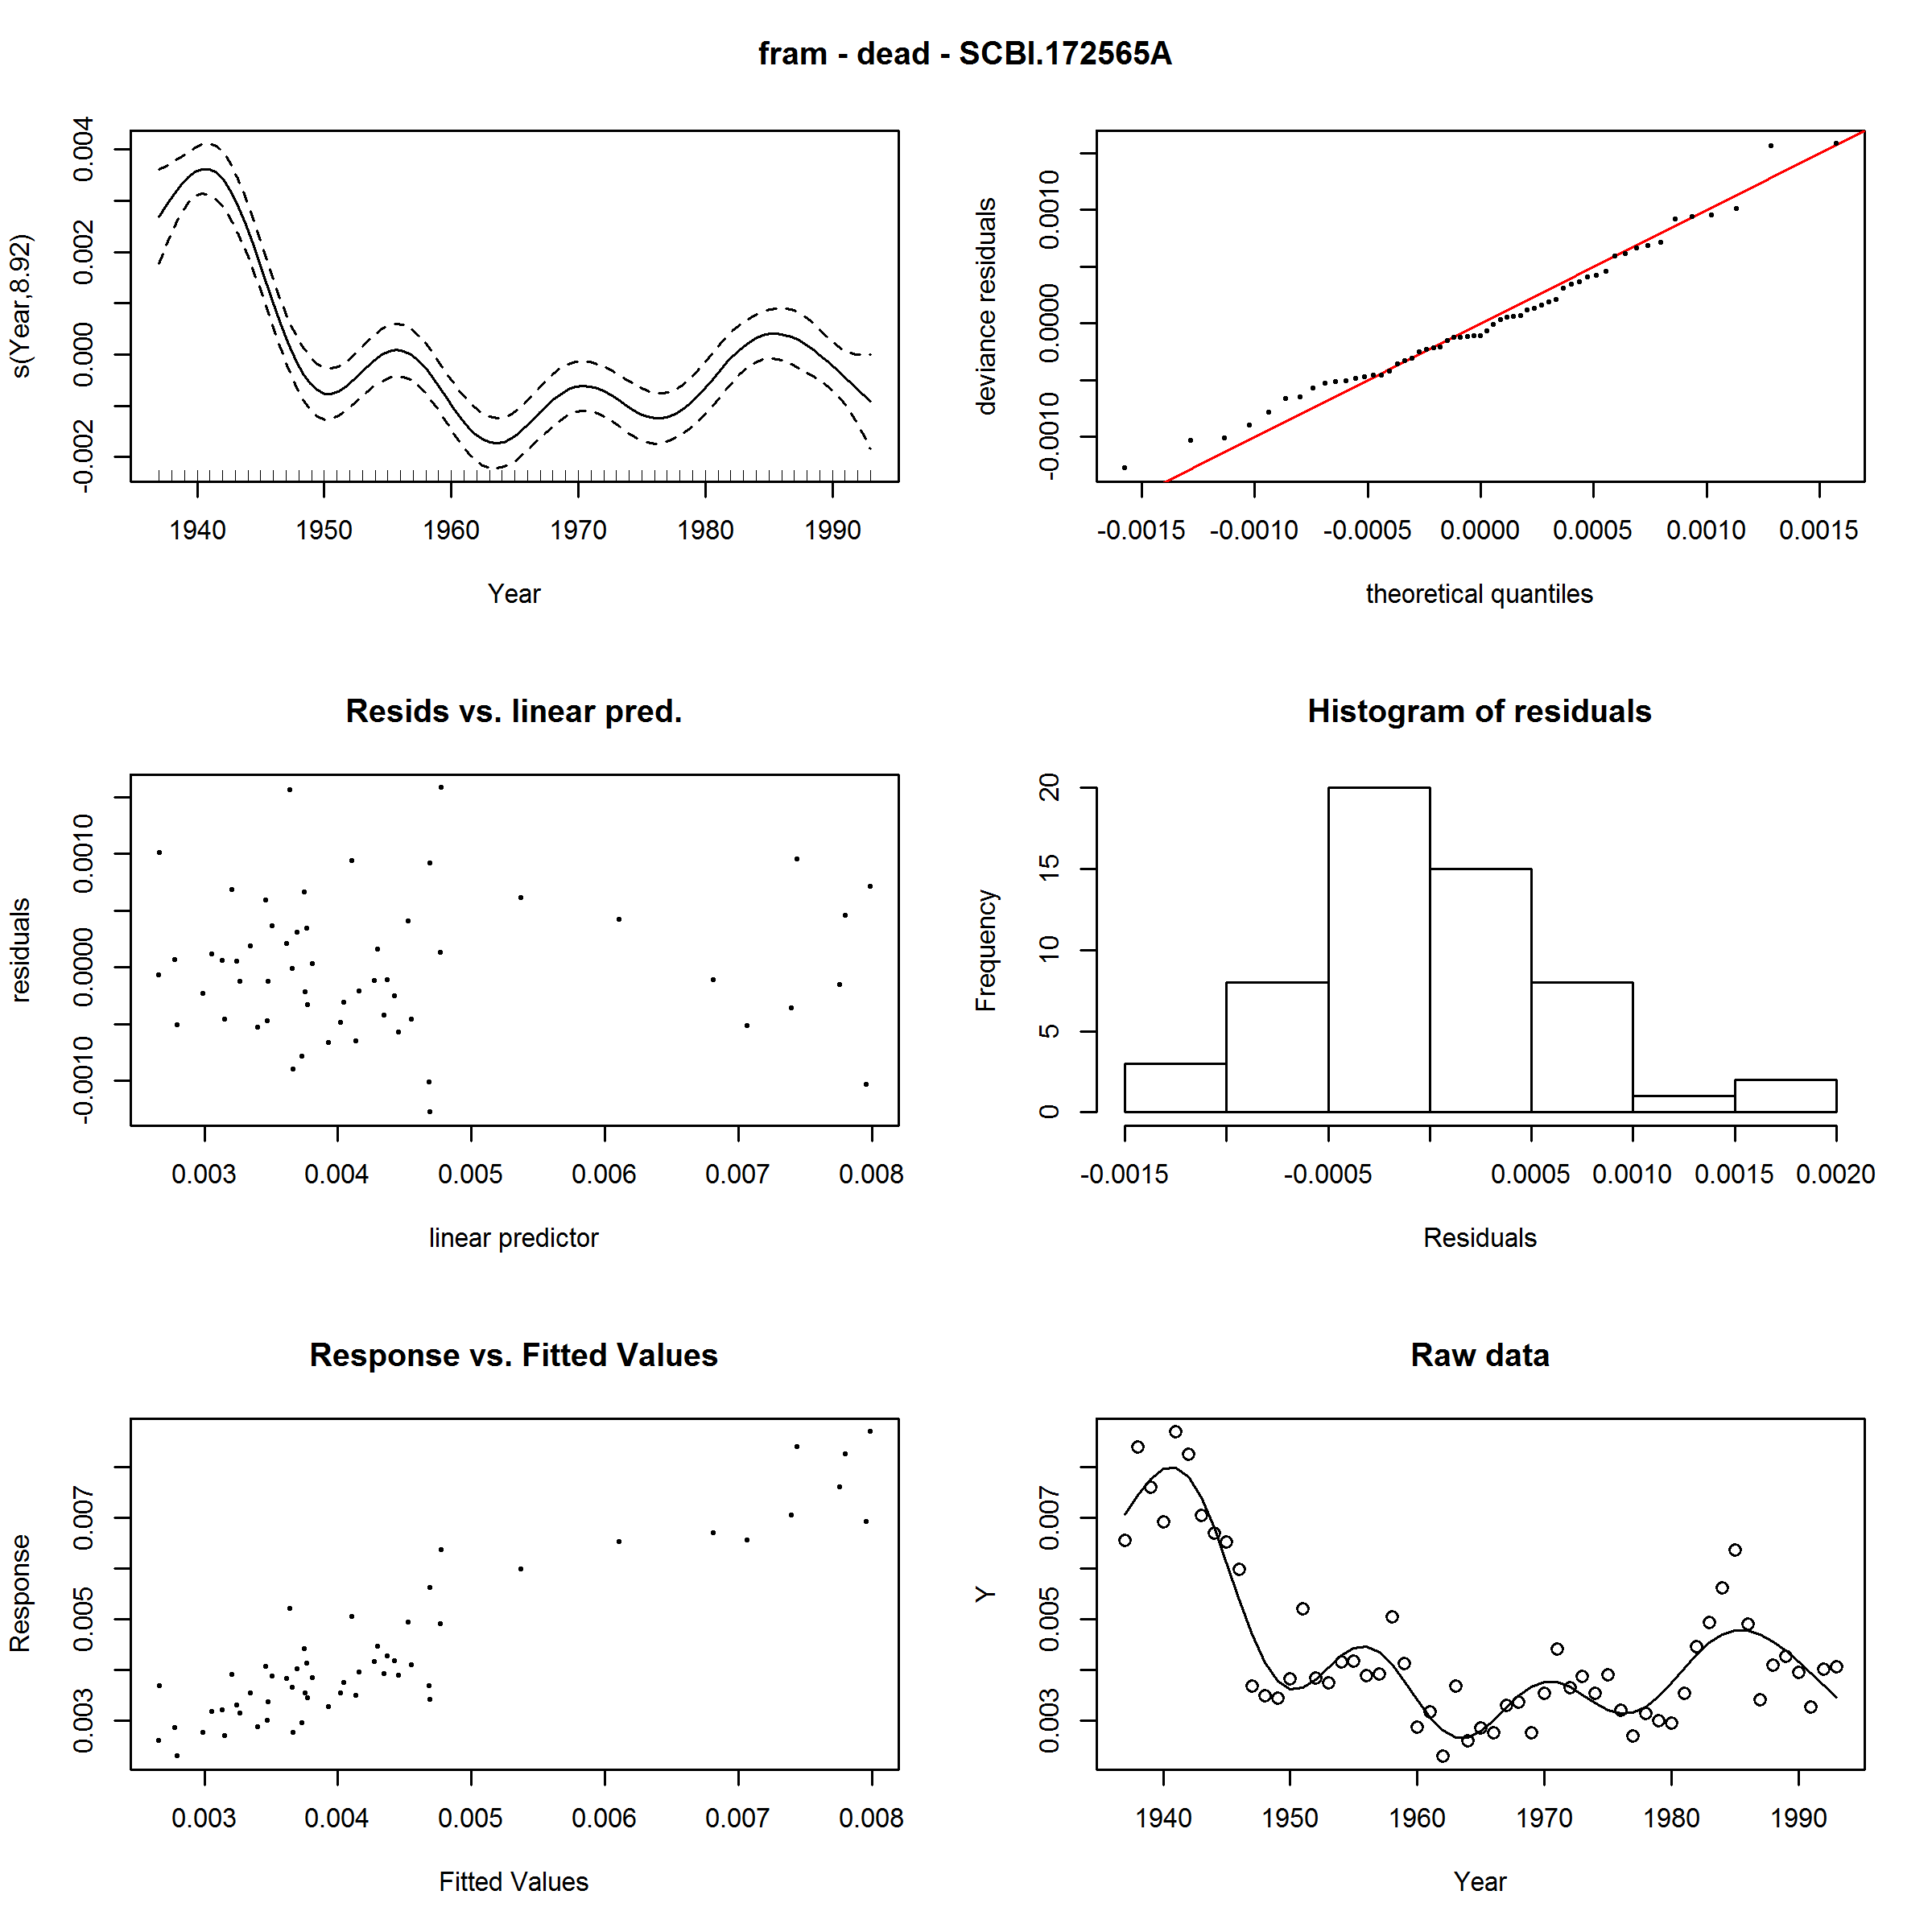 fram - dead - SCBI.172565A
s(Year,8.92)
-0.002 0.000 0.002 0.004
1940 1950 1960 1970 1980 1990
Year
deviance residuals
-0.0010 0.0000 0.0010
-0.0015 -0.0010 -0.0005 0.0000 0.0005 0.0010 0.0015
theoretical quantiles
Resids vs. linear pred.
residuals
-0.0010 0.0000 0.0010
0.003 0.004 0.005 0.006 0.007 0.008
linear predictor
Histogram of residuals
Frequency
0 5 10 15 20
-0.0015 -0.0005 0.0005 0.0010 0.0015 0.0020
Residuals
Response vs. Fitted Values
Response
0.003 0.005 0.007
0.003 0.004 0.005 0.006 0.007 0.008
Fitted Values
Raw data
Y
0.003 0.005 0.007
1940 1950 1960 1970 1980 1990
Year